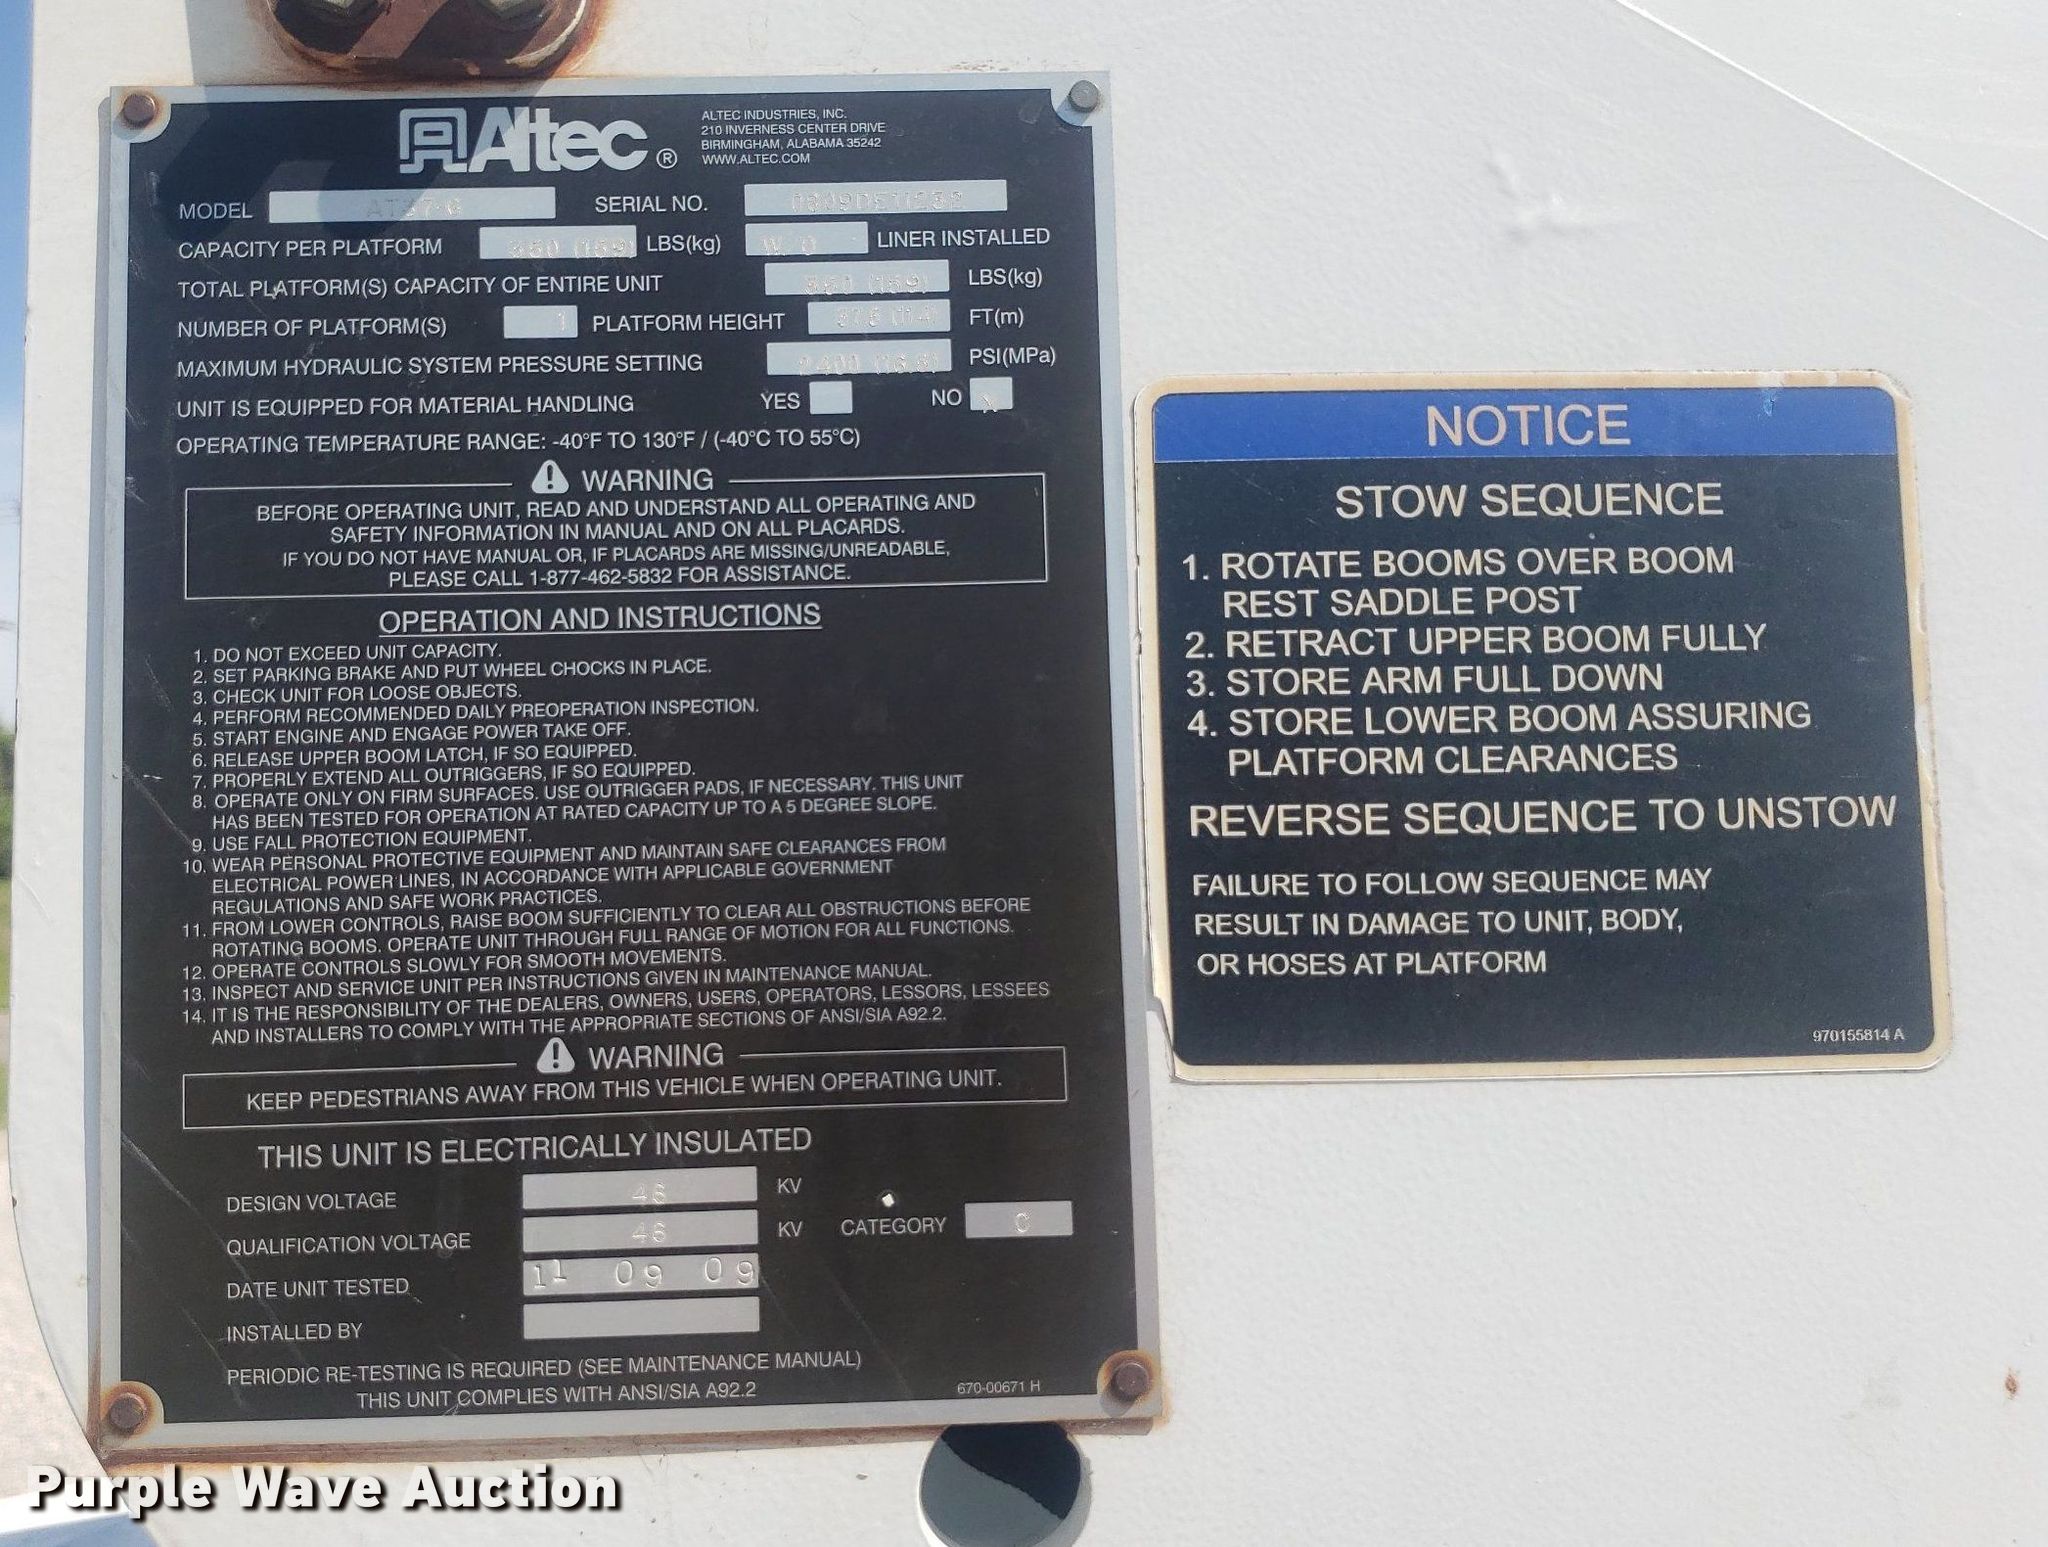 Altec ®
ALTEC INDUSTRIES, INC.
210 INVERNESS CENTER DRIVE
BIRMINGHAM, ALABAMA 35242
WWW.ALTEC.COM
MODEL AT37-G SERIAL NO.
CAPACITY PER PLATFORM 350 (159) LBS(kg) W/O LINER INSTALLED
TOTAL PLATFORM(S) CAPACITY OF ENTIRE UNIT 350 (159) LBS(kg)
NUMBER OF PLATFORM(S) 1 PLATFORM HEIGHT FT(m)
MAXIMUM HYDRAULIC SYSTEM PRESSURE SETTING 2400 PSI(MPa)
UNIT IS EQUIPPED FOR MATERIAL HANDLING YES NO X
OPERATING TEMPERATURE RANGE: -40°F TO 130°F / (-40°C TO 55°C)
WARNING
BEFORE OPERATING UNIT, READ AND UNDERSTAND ALL OPERATING AND
SAFETY INFORMATION IN MANUAL AND ON ALL PLACARDS.
IF YOU DO NOT HAVE MANUAL OR, IF PLACARDS ARE MISSING/UNREADABLE,
PLEASE CALL 1-877-462-5832 FOR ASSISTANCE.
OPERATION AND INSTRUCTIONS
1. DO NOT EXCEED UNIT CAPACITY.
2. SET PARKING BRAKE AND PUT WHEEL CHOCKS IN PLACE.
3. CHECK UNIT FOR LOOSE OBJECTS.
4. PERFORM RECOMMENDED DAILY PREOPERATION INSPECTION.
5. START ENGINE AND ENGAGE POWER TAKE OFF.
6. RELEASE UPPER BOOM LATCH, IF SO EQUIPPED.
7. PROPERLY EXTEND ALL OUTRIGGERS, IF SO EQUIPPED.
8. OPERATE ONLY ON FIRM SURFACES. USE OUTRIGGER PADS, IF NECESSARY. THIS UNIT
HAS BEEN TESTED FOR OPERATION AT RATED CAPACITY UP TO A 5 DEGREE SLOPE.
9. USE FALL PROTECTION EQUIPMENT.
10. WEAR PERSONAL PROTECTIVE EQUIPMENT AND MAINTAIN SAFE CLEARANCES FROM
ELECTRICAL POWER LINES, IN ACCORDANCE WITH APPLICABLE GOVERNMENT
REGULATIONS AND SAFE WORK PRACTICES.
11. FROM LOWER CONTROLS, RAISE BOOM SUFFICIENTLY TO CLEAR ALL OBSTRUCTIONS BEFORE
ROTATING BOOMS. OPERATE UNIT THROUGH FULL RANGE OF MOTION FOR ALL FUNCTIONS.
12. OPERATE CONTROLS SLOWLY FOR SMOOTH MOVEMENTS.
13. INSPECT AND SERVICE UNIT PER INSTRUCTIONS GIVEN IN MAINTENANCE MANUAL.
14. IT IS THE RESPONSIBILITY OF THE DEALERS, OWNERS, USERS, OPERATORS, LESSORS, LESSEES
AND INSTALLERS TO COMPLY WITH THE APPROPRIATE SECTIONS OF ANSI/SIA A92.2.
WARNING
KEEP PEDESTRIANS AWAY FROM THIS VEHICLE WHEN OPERATING UNIT.
THIS UNIT IS ELECTRICALLY INSULATED
DESIGN VOLTAGE 46 KV
QUALIFICATION VOLTAGE 46 KV CATEGORY C
DATE UNIT TESTED 11 09 09
INSTALLED BY
PERIODIC RE-TESTING IS REQUIRED (SEE MAINTENANCE MANUAL)
THIS UNIT COMPLIES WITH ANSI/SIA A92.2
670-00671 H
NOTICE
STOW SEQUENCE
1. ROTATE BOOMS OVER BOOM
REST SADDLE POST
2. RETRACT UPPER BOOM FULLY
3. STORE ARM FULL DOWN
4. STORE LOWER BOOM ASSURING
PLATFORM CLEARANCES
REVERSE SEQUENCE TO UNSTOW
FAILURE TO FOLLOW SEQUENCE MAY
RESULT IN DAMAGE TO UNIT, BODY,
OR HOSES AT PLATFORM
970155814 A
Purple Wave Auction